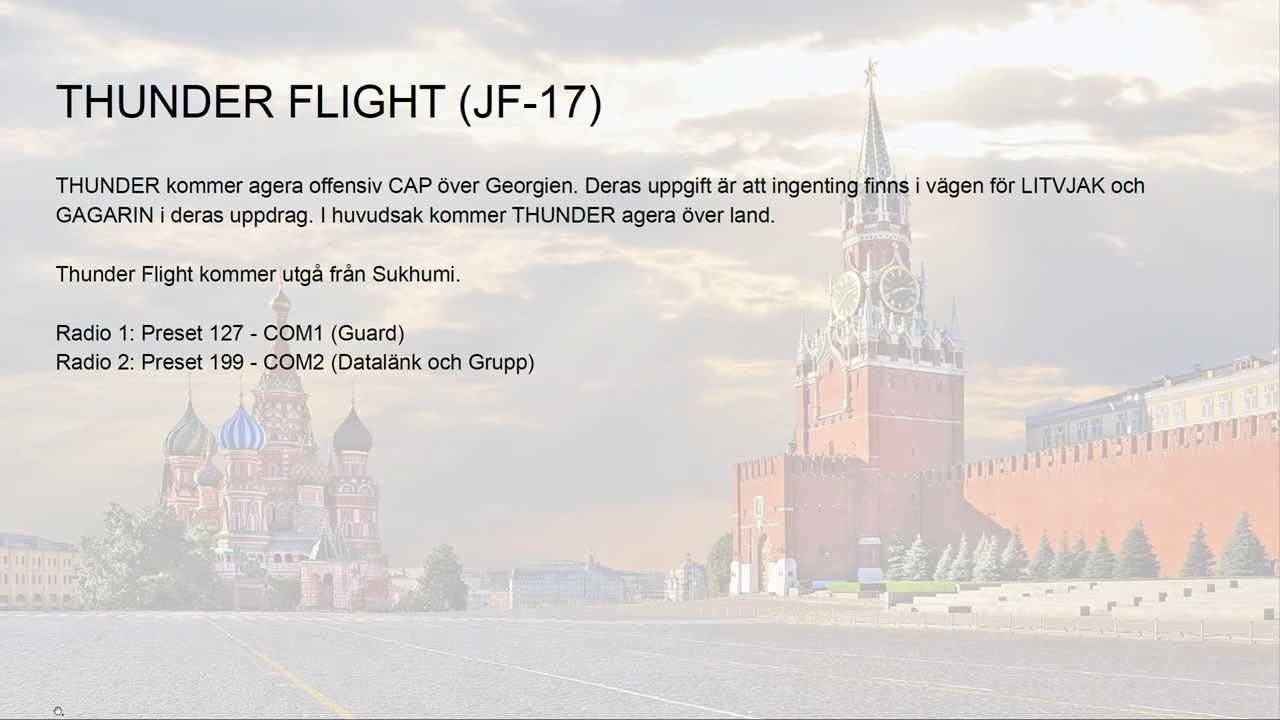 THUNDER FLIGHT (JF-17)
THUNDER kommer agera offensiv CAP över Georgien. Deras uppgift är att ingenting finns i vägen för LITVJAK och
GAGARIN i deras uppdrag. I huvudsak kommer THUNDER agera över land.
Thunder Flight kommer utgå från Sukhumi.
Radio 1: Preset 127 - COM1 (Guard)
Radio 2: Preset 199 - COM2 (Datalänk och Grupp)